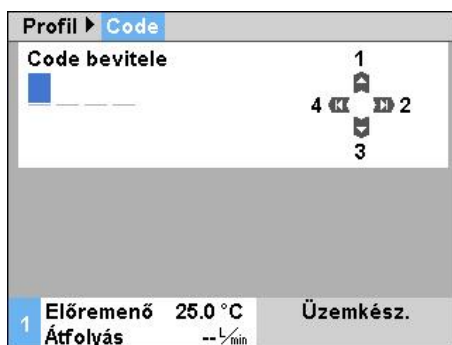 Profil ▶ Code
Code bevitele
1
4 2
3
1 Előremenő 25.0 °C Üzemkész.
Átfolyás -- L/min